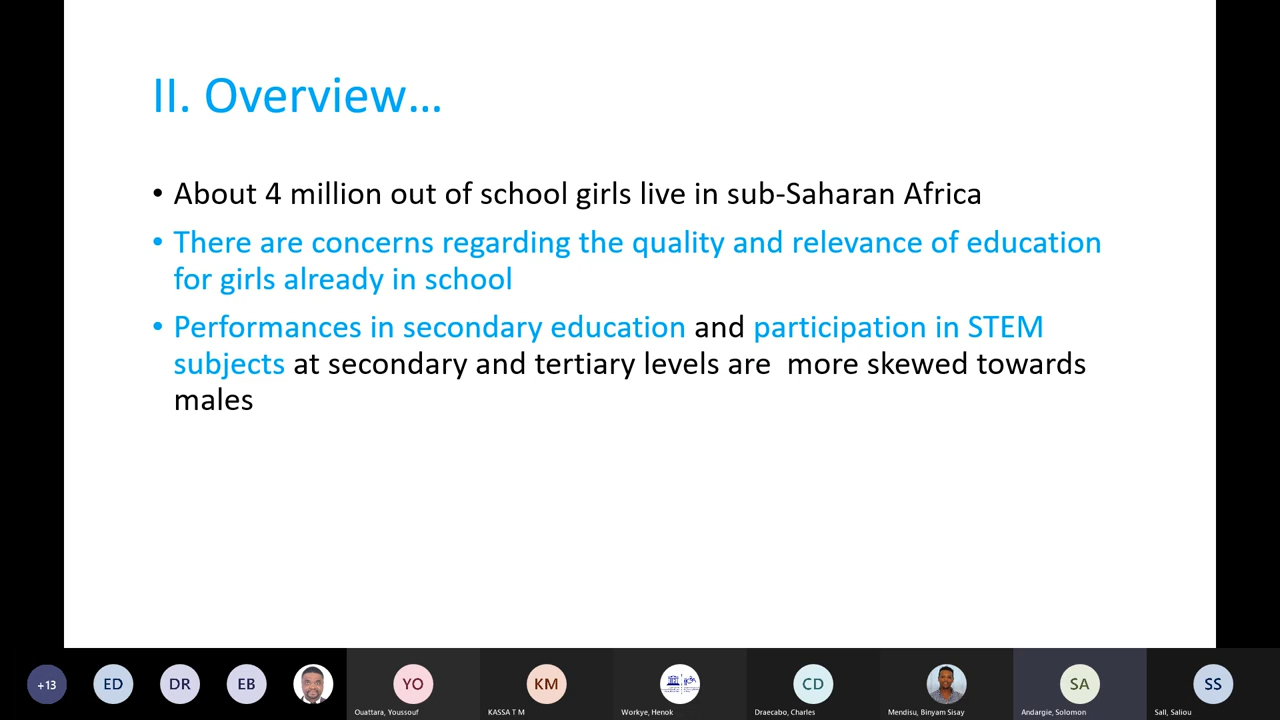 II. Overview…
• About 4 million out of school girls live in sub-Saharan Africa
• There are concerns regarding the quality and relevance of education
for girls already in school
• Performances in secondary education and participation in STEM
subjects at secondary and tertiary levels are  more skewed towards
males
+13
ED
DR
EB
YO
KM
CD
SA
SS
Ouattara, Youssouf
KASSA T M
Workye, Henok
Draecabo, Charles
Mendisu, Binyam Sisay
Andargie, Solomon
Sall, Saliou